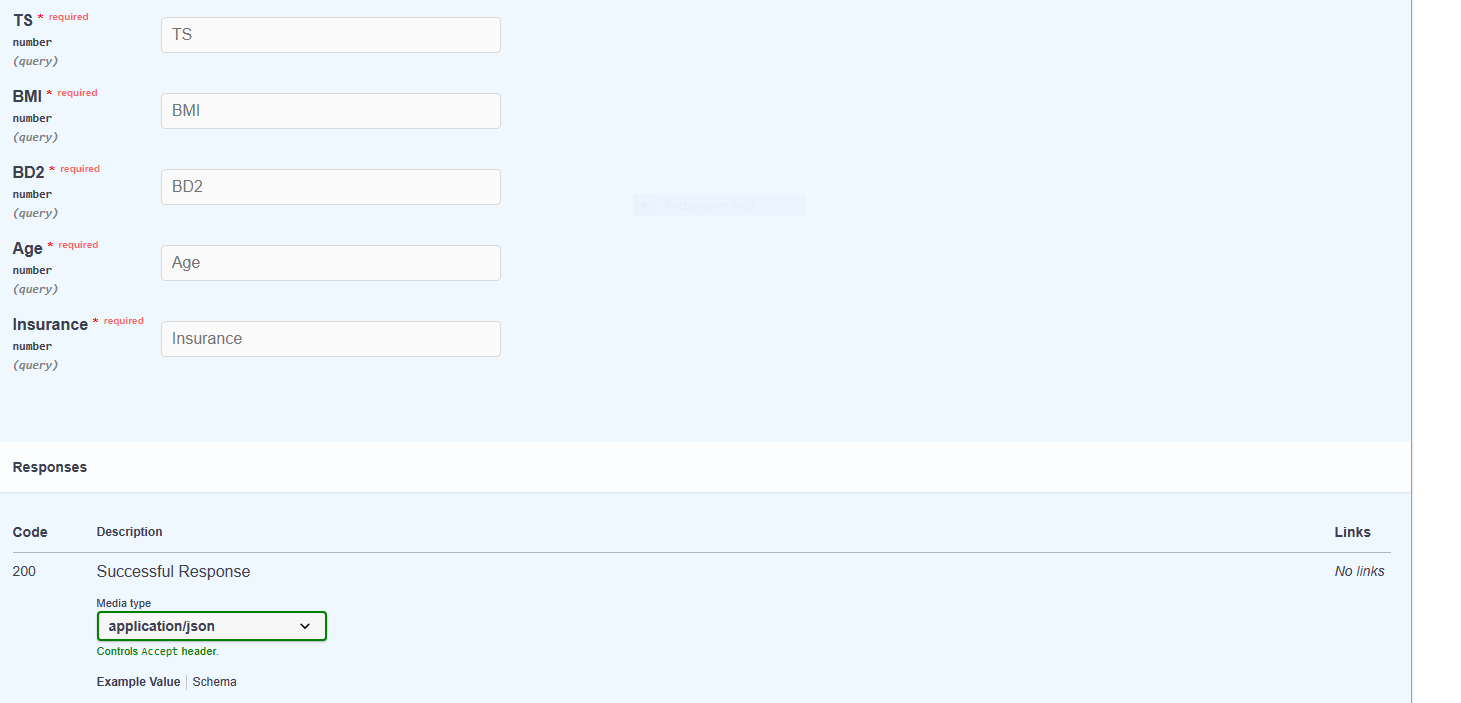 TS * required
TS
number
(query)
BMI * required
BMI
number
(query)
BD2 * required
BD2
number
(query)
Rectangular Snip
Age * required
Age
number
(query)
Insurance * required
Insurance
number
(query)
Responses
Code Description Links
200 Successful Response No links
Media type
application/json
Controls Accept header.
Example Value Schema